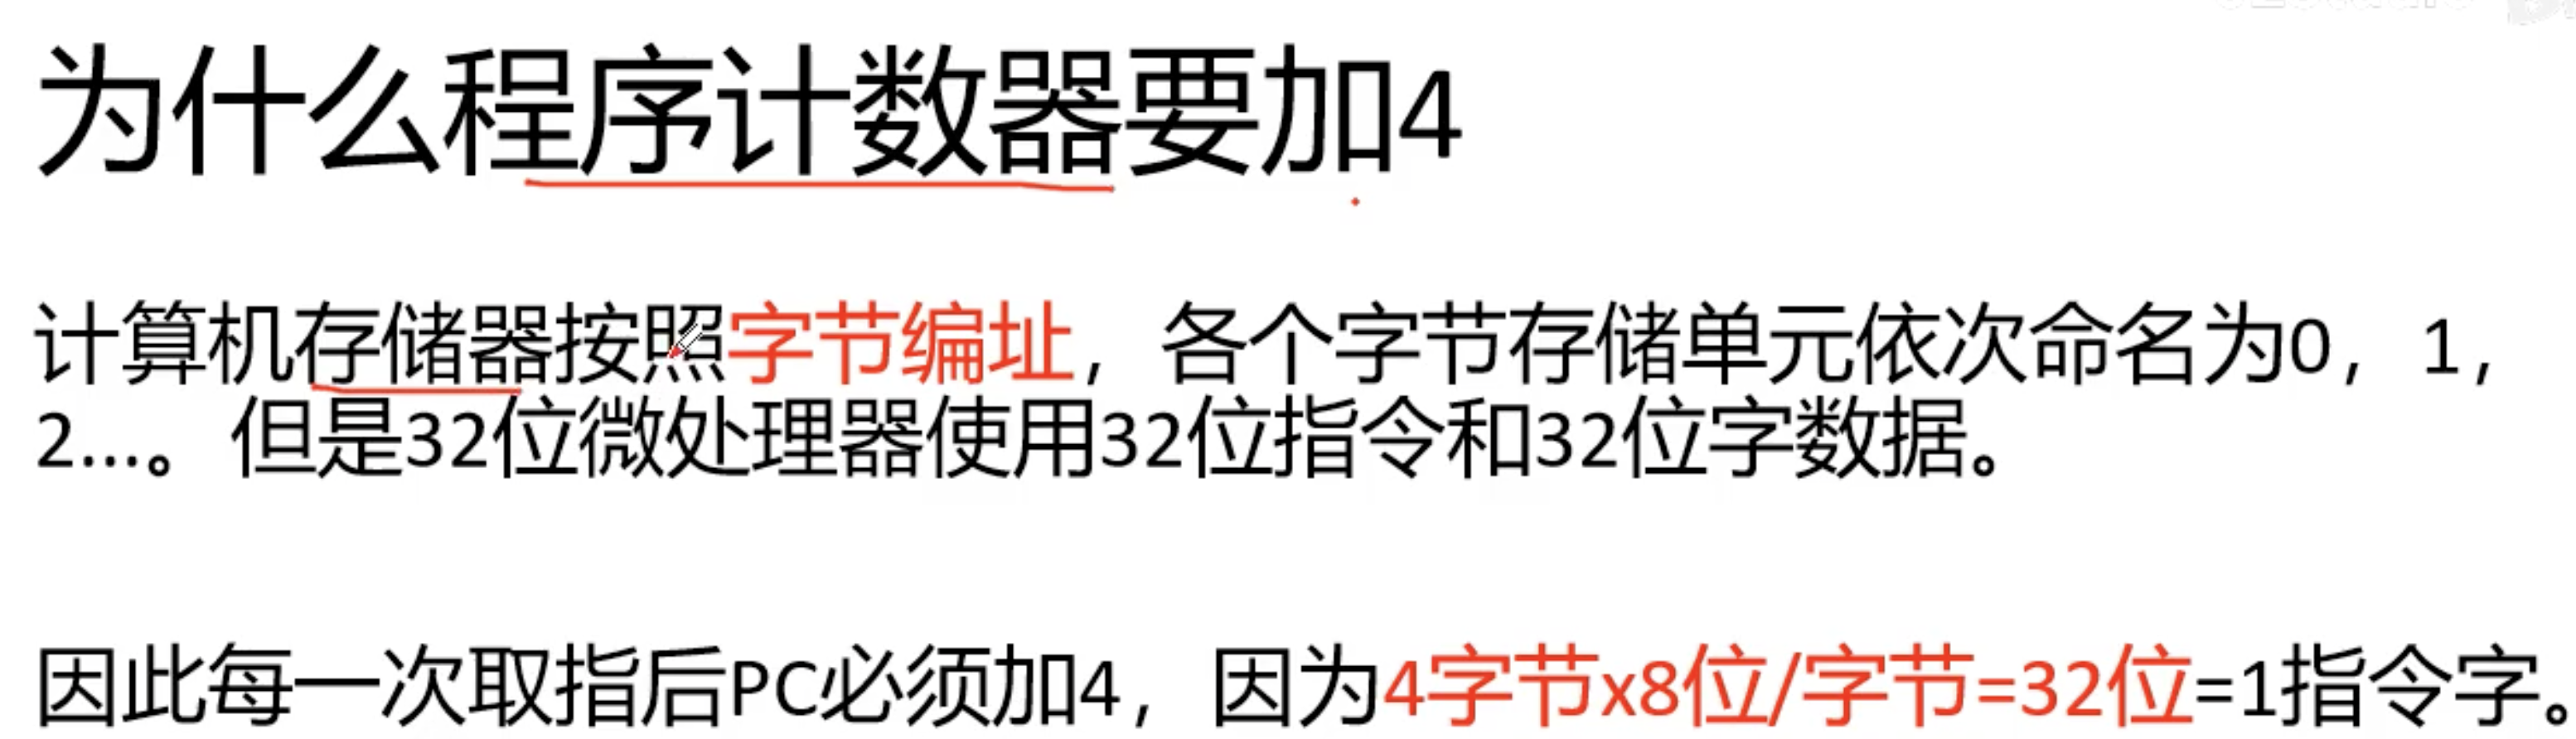 为什么程序计数器要加4
计算机存储器按照字节编址，各个字节存储单元依次命名为0，1，
2…。 但是32位微处理器使用32位指令和32位字数据。
因此每一次取指后PC必须加4，因为4字节x8位/字节=32位=1指令字。